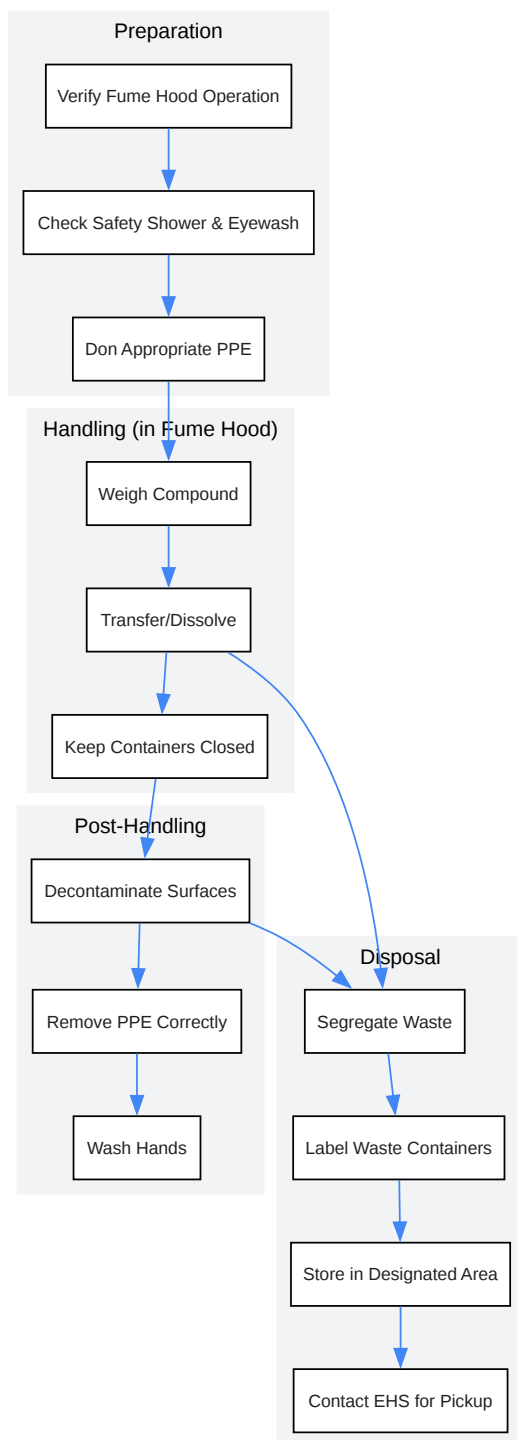 Preparation
Verify Fume Hood Operation
Check Safety Shower & Eyewash
Don Appropriate PPE
Handling (in Fume Hood)
Weigh Compound
Transfer/Dissolve
Keep Containers Closed
Post-Handling
Decontaminate Surfaces
Remove PPE Correctly
Wash Hands
Disposal
Segregate Waste
Label Waste Containers
Store in Designated Area
Contact EHS for Pickup